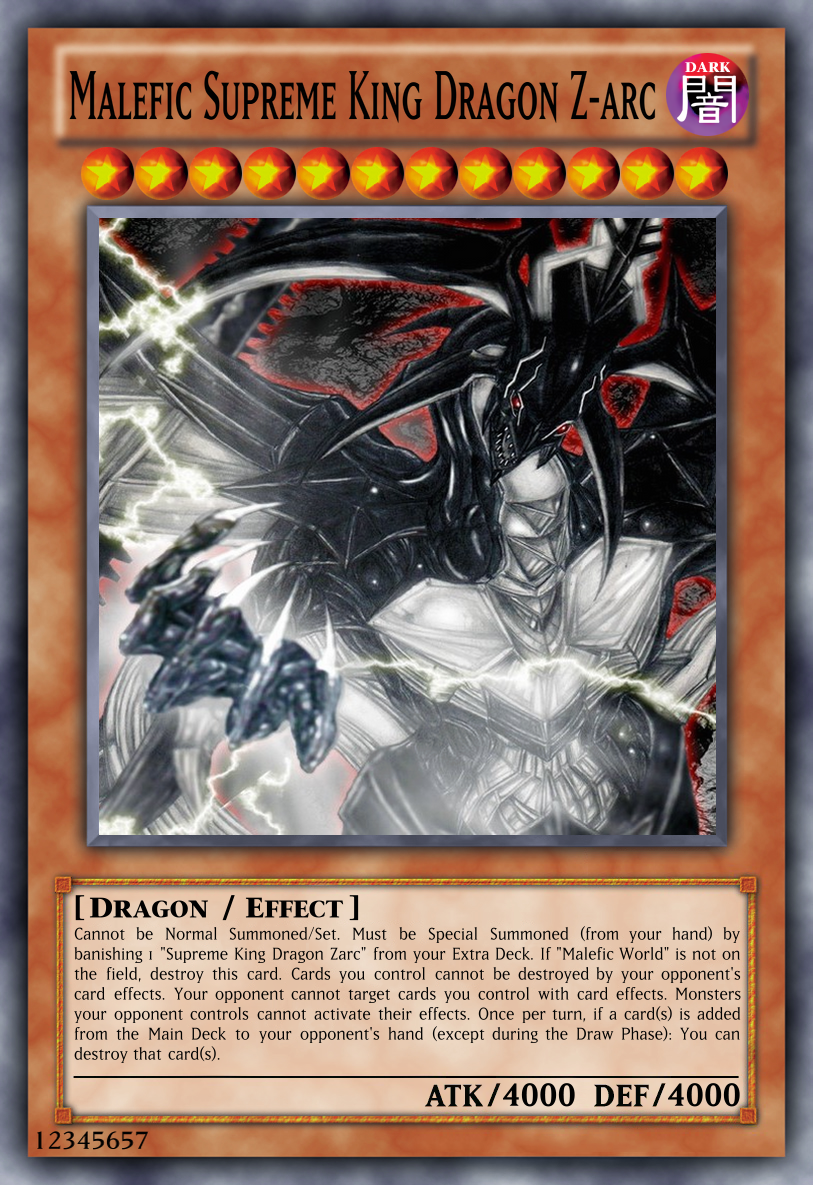 Malefic Supreme King Dragon Z-arc
DARK
闇
[ Dragon / Effect ]
Cannot be Normal Summoned/Set. Must be Special Summoned (from your hand) by
banishing 1 "Supreme King Dragon Zarc" from your Extra Deck. If "Malefic World" is not on
the field, destroy this card. Cards you control cannot be destroyed by your opponent's
card effects. Your opponent cannot target cards you control with card effects. Monsters
your opponent controls cannot activate their effects. Once per turn, if a card(s) is added
from the Main Deck to your opponent's hand (except during the Draw Phase): You can
destroy that card(s).
ATK/4000 DEF/4000
12345657